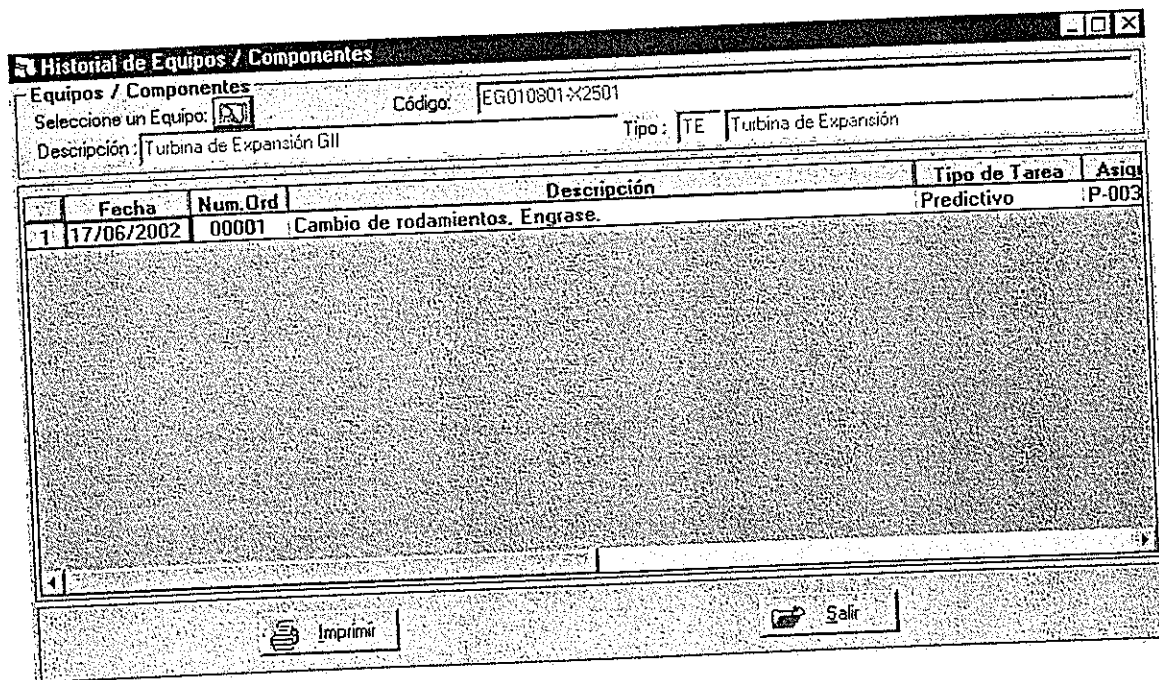 Historial de Equipos / Componentes
Equipos / Componentes
Seleccione un Equipo: Código: EG010801-X2501
Descripción : Turbina de Expansión GII Tipo : TE Turbina de Expansión
Fecha Num.Ord Descripción Tipo de Tarea Asig
1 17/06/2002 00001 Cambio de rodamientos. Engrase. Predictivo P-003
Imprimir Salir